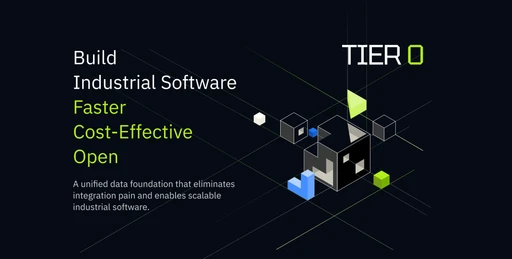 Build
Industrial Software
Faster
Cost-Effective
Open
A unified data foundation that eliminates
integration pain and enables scalable
industrial software.
TIER 0